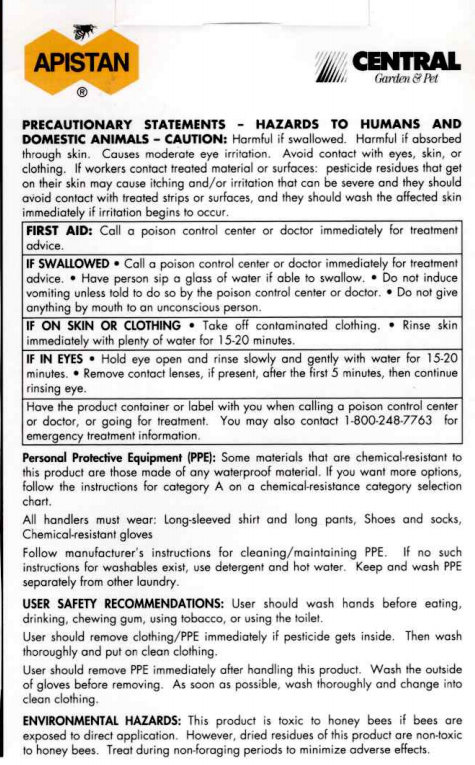 APISTAN
®
CENTRAL
Garden & Pet
PRECAUTIONARY STATEMENTS – HAZARDS TO HUMANS AND
DOMESTIC ANIMALS – CAUTION: Harmful if swallowed. Harmful if absorbed
through skin. Causes moderate eye irritation. Avoid contact with eyes, skin, or
clothing. If workers contact treated material or surfaces: pesticide residues that get
on their skin may cause itching and/or irritation that can be severe and they should
avoid contact with treated strips or surfaces, and they should wash the affected skin
immediately if irritation begins to occur.
FIRST AID: Call a poison control center or doctor immediately for treatment
advice.
IF SWALLOWED • Call a poison control center or doctor immediately for treatment
advice. • Have person sip a glass of water if able to swallow. • Do not induce
vomiting unless told to do so by the poison control center or doctor. • Do not give
anything by mouth to an unconscious person.
IF ON SKIN OR CLOTHING • Take off contaminated clothing. • Rinse skin
immediately with plenty of water for 15-20 minutes.
IF IN EYES • Hold eye open and rinse slowly and gently with water for 15-20
minutes. • Remove contact lenses, if present, after the first 5 minutes, then continue
rinsing eye.
Have the product container or label with you when calling a poison control center
or doctor, or going for treatment. You may also contact 1-800-248-7763 for
emergency treatment information.
Personal Protective Equipment (PPE): Some materials that are chemical-resistant to
this product are those made of any waterproof material. If you want more options,
follow the instructions for category A on a chemical-resistance category selection
chart.
All handlers must wear: Long-sleeved shirt and long pants, Shoes and socks,
Chemical-resistant gloves
Follow manufacturer's instructions for cleaning/maintaining PPE. If no such
instructions for washables exist, use detergent and hot water. Keep and wash PPE
separately from other laundry.
USER SAFETY RECOMMENDATIONS: User should wash hands before eating,
drinking, chewing gum, using tobacco, or using the toilet.
User should remove clothing/PPE immediately if pesticide gets inside. Then wash
thoroughly and put on clean clothing.
User should remove PPE immediately after handling this product. Wash the outside
of gloves before removing. As soon as possible, wash thoroughly and change into
clean clothing.
ENVIRONMENTAL HAZARDS: This product is toxic to honey bees if bees are
exposed to direct application. However, dried residues of this product are non-toxic
to honey bees. Treat during non-foraging periods to minimize adverse effects.